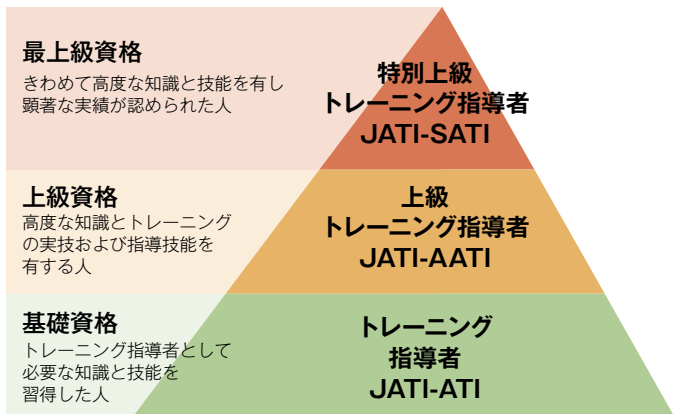 最上級資格
きわめて高度な知識と技能を有し
顕著な実績が認められた人
特別上級
トレーニング指導者
JATI-SATI
上級資格
高度な知識とトレーニング
の実技および指導技能を
有する人
上級
トレーニング指導者
JATI-AATI
基礎資格
トレーニング指導者として
必要な知識と技能を
習得した人
トレーニング
指導者
JATI-ATI